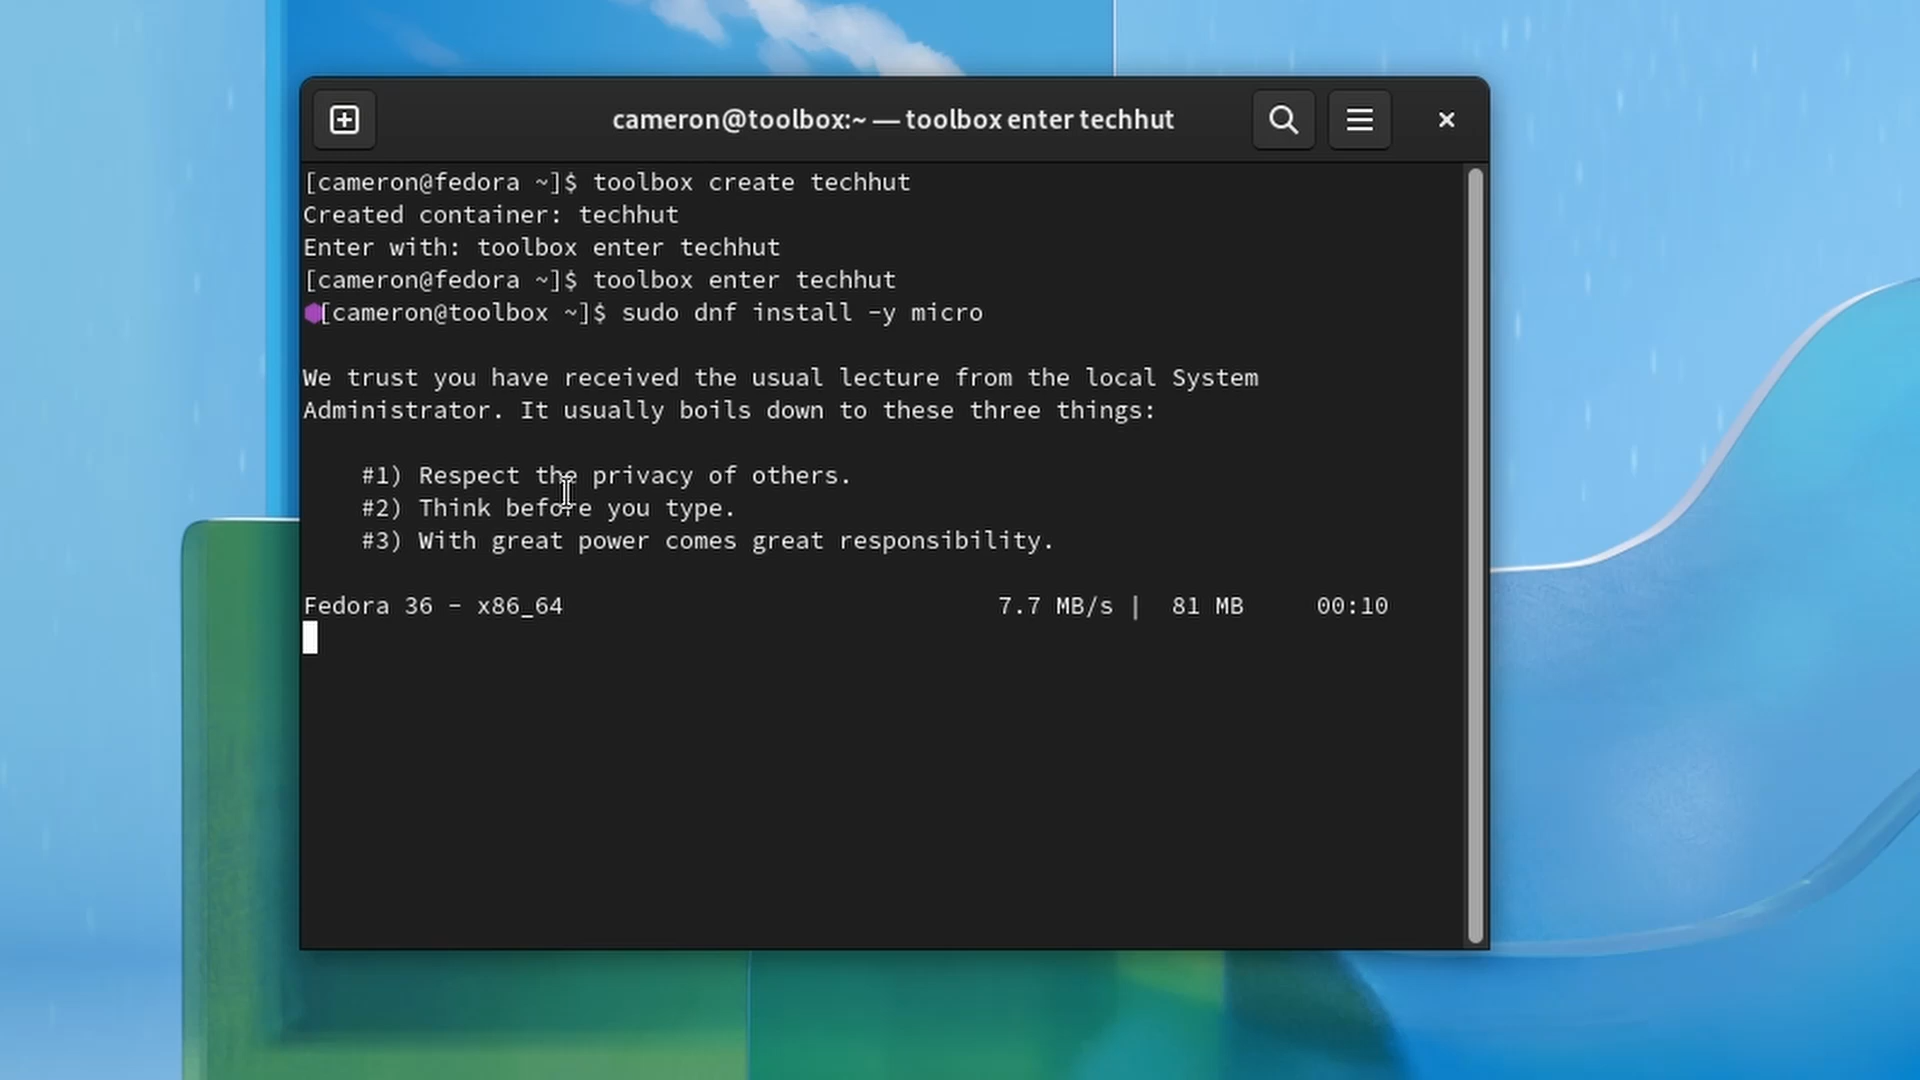 cameron@toolbox:~ — toolbox enter techhut
[cameron@fedora ~]$ toolbox create techhut
Created container: techhut
Enter with: toolbox enter techhut
[cameron@fedora ~]$ toolbox enter techhut
⬢[cameron@toolbox ~]$ sudo dnf install -y micro
We trust you have received the usual lecture from the local System
Administrator. It usually boils down to these three things:
#1) Respect the privacy of others.
#2) Think before you type.
#3) With great power comes great responsibility.
Fedora 36 - x86_64 7.7 MB/s | 81 MB 00:10